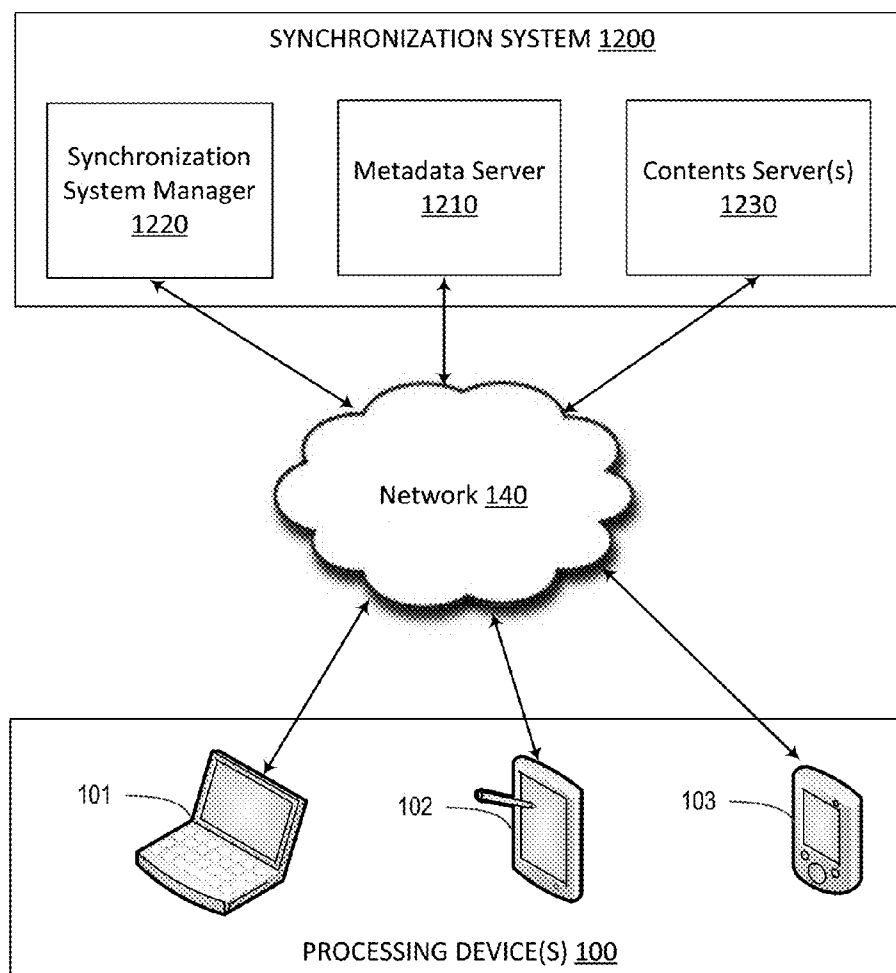 SYNCHRONIZATION SYSTEM 1200
Synchronization
System Manager
1220
Metadata Server
1210
Contents Server(s)
1230
Network 140
101
102
103
PROCESSING DEVICE(S) 100